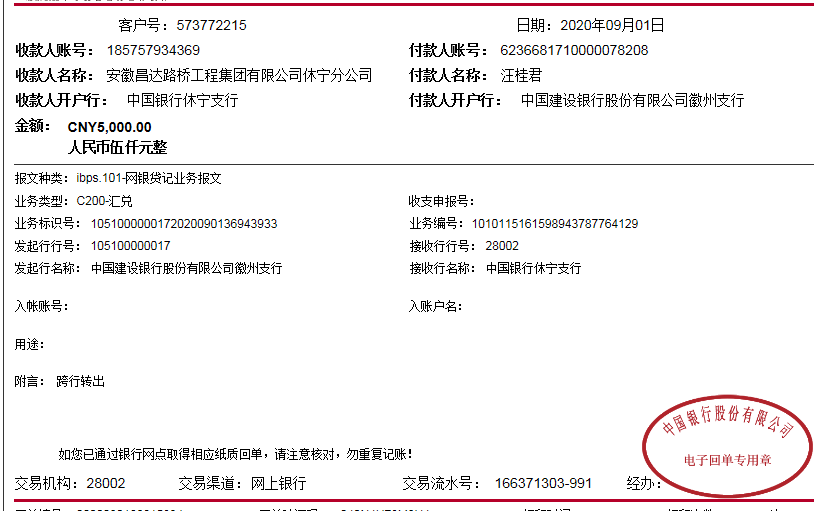 客户号：573772215 日期：2020年09月01日
收款人账号：185757934369 付款人账号：6236681710000078208
收款人名称：安徽昌达路桥工程集团有限公司休宁分公司 付款人名称：汪桂君
收款人开户行：中国银行休宁支行 付款人开户行：中国建设银行股份有限公司徽州支行
金额：CNY5,000.00
人民币伍仟元整
报文种类：ibps.101-网银贷记业务报文
业务类型：C200-汇兑 收支申报号：
业务标识号：1051000000172020090136943933 业务编号：1010115161598943787764129
发起行行号：105100000017 接收行行号：28002
发起行名称：中国建设银行股份有限公司徽州支行 接收行名称：中国银行休宁支行
入帐账号： 入账户名：
用途：
附言：跨行转出
中国银行股份有限公司
电子回单专用章
如您已通过银行网点取得相应纸质回单，请注意核对，勿重复记账！
交易机构：28002 交易渠道：网上银行 交易流水号：166371303-991 经办：